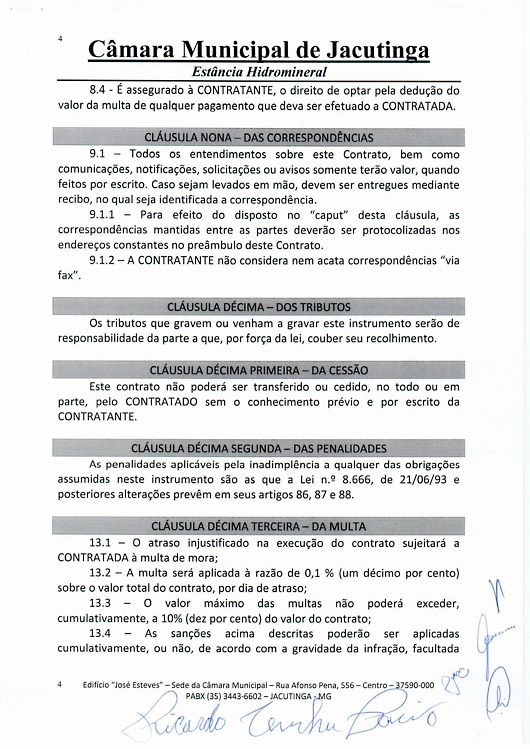 4
Câmara Municipal de Jacutinga
Estância Hidromineral
8.4 - É assegurado à CONTRATANTE, o direito de optar pela dedução do
valor da multa de qualquer pagamento que deva ser efetuado a CONTRATADA.
CLÁUSULA NONA – DAS CORRESPONDÊNCIAS
9.1 – Todos os entendimentos sobre este Contrato, bem como
comunicações, notificações, solicitações ou avisos somente terão valor, quando
feitos por escrito. Caso sejam levados em mão, devem ser entregues mediante
recibo, no qual seja identificada a correspondência.
9.1.1 – Para efeito do disposto no “caput” desta cláusula, as
correspondências mantidas entre as partes deverão ser protocolizadas nos
endereços constantes no preâmbulo deste Contrato.
9.1.2 – A CONTRATANTE não considera nem acata correspondências “via
fax”.
CLÁUSULA DÉCIMA – DOS TRIBUTOS
Os tributos que gravem ou venham a gravar este instrumento serão de
responsabilidade da parte a que, por força da lei, couber seu recolhimento.
CLÁUSULA DÉCIMA PRIMEIRA – DA CESSÃO
Este contrato não poderá ser transferido ou cedido, no todo ou em
parte, pelo CONTRATADO sem o conhecimento prévio e por escrito da
CONTRATANTE.
CLÁUSULA DÉCIMA SEGUNDA – DAS PENALIDADES
As penalidades aplicáveis pela inadimplência a qualquer das obrigações
assumidas neste instrumento são as que a Lei n.º 8.666, de 21/06/93 e
posteriores alterações prevêm em seus artigos 86, 87 e 88.
CLÁUSULA DÉCIMA TERCEIRA – DA MULTA
13.1 – O atraso injustificado na execução do contrato sujeitará a
CONTRATADA à multa de mora;
13.2 – A multa será aplicada à razão de 0,1 % (um décimo por cento)
sobre o valor total do contrato, por dia de atraso;
13.3 – O valor máximo das multas não poderá exceder,
cumulativamente, a 10% (dez por cento) do valor do contrato;
13.4 – As sanções acima descritas poderão ser aplicadas
cumulativamente, ou não, de acordo com a gravidade da infração, facultada
4 Edifício “José Esteves” – Sede da Câmara Municipal – Rua Afonso Pena, 556 – Centro – 37590-000
PABX (35) 3443-6602 – JACUTINGA -MG
Ricardo